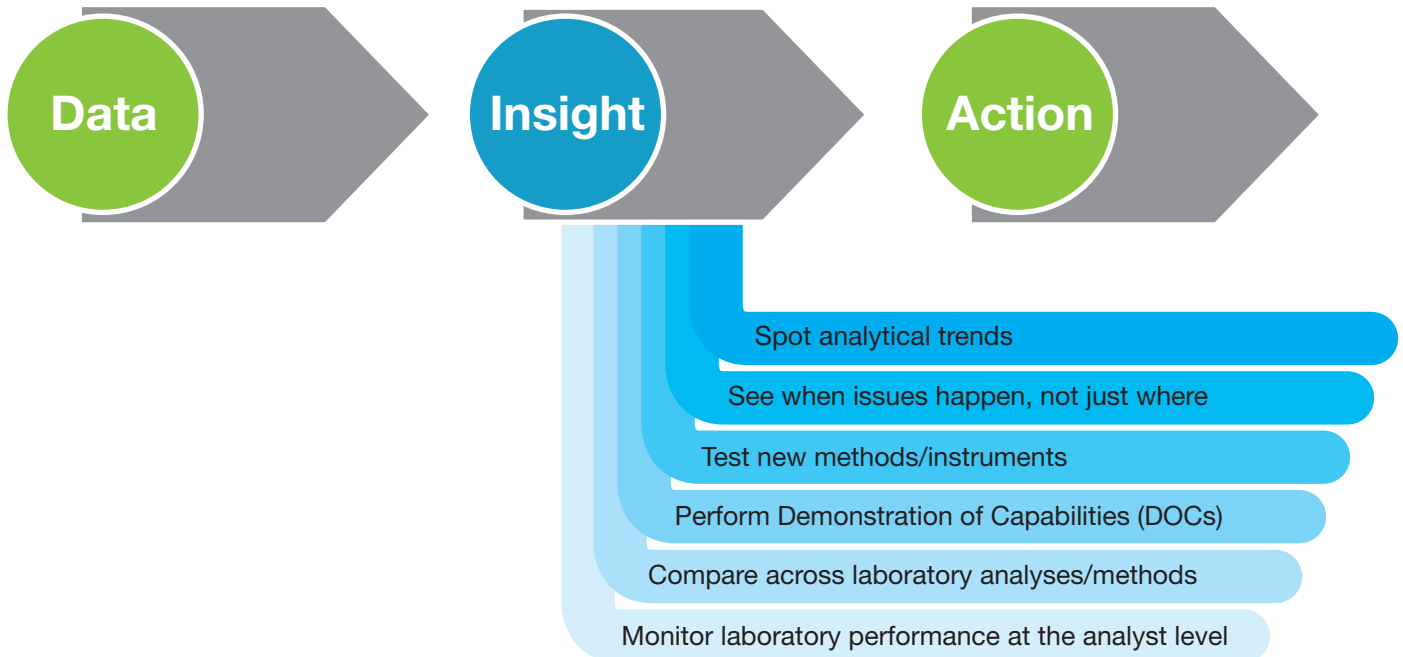 Data
Insight
Action
Spot analytical trends
See when issues happen, not just where
Test new methods/instruments
Perform Demonstration of Capabilities (DOCs)
Compare across laboratory analyses/methods
Monitor laboratory performance at the analyst level